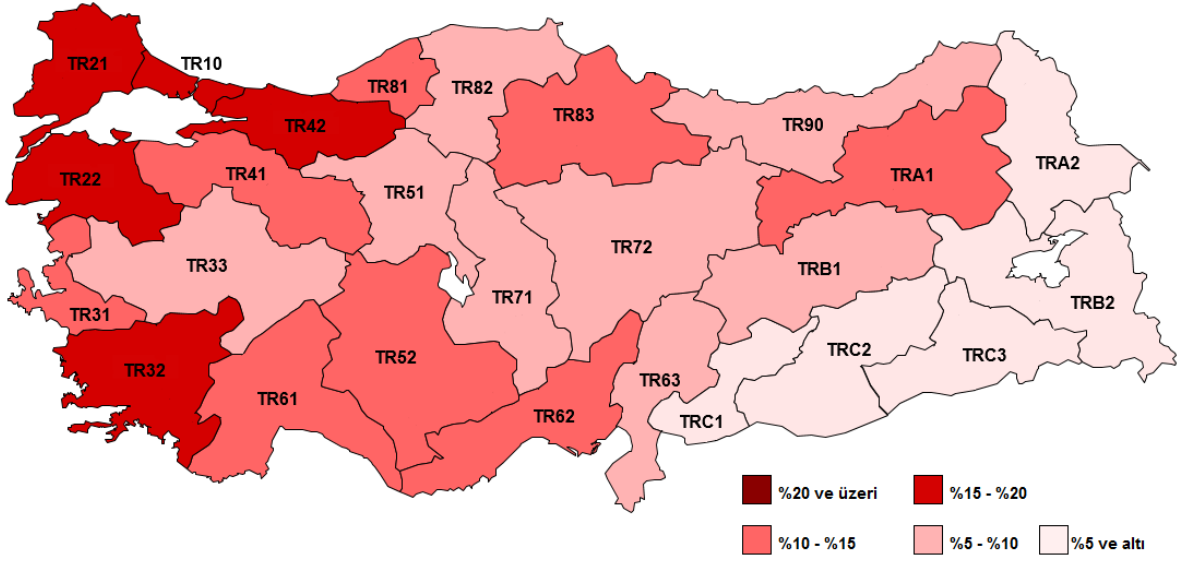 TR21
TR10
TR81
TR82
TR83
TR42
TR90
TRA2
TR22
TR41
TR51
TRA1
TR33
TR72
TRB1
TR71
TRB2
TR31
TR52
TRC2
TRC3
TR32
TR61
TR63
TR62
TRC1
%20 ve üzeri
%15 - %20
%10 - %15
%5 - %10
%5 ve altı